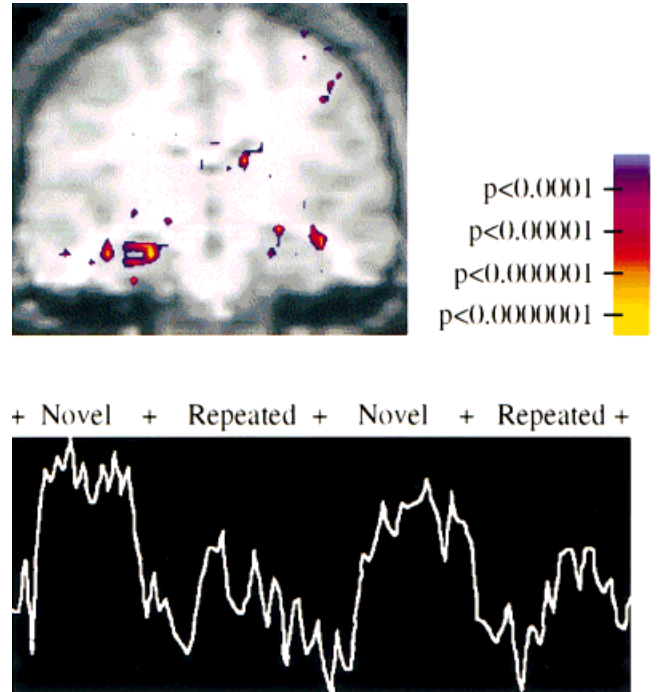 p<0.0001
p<0.00001
p<0.000001
p<0.0000001
+ Novel + Repeated + Novel + Repeated +